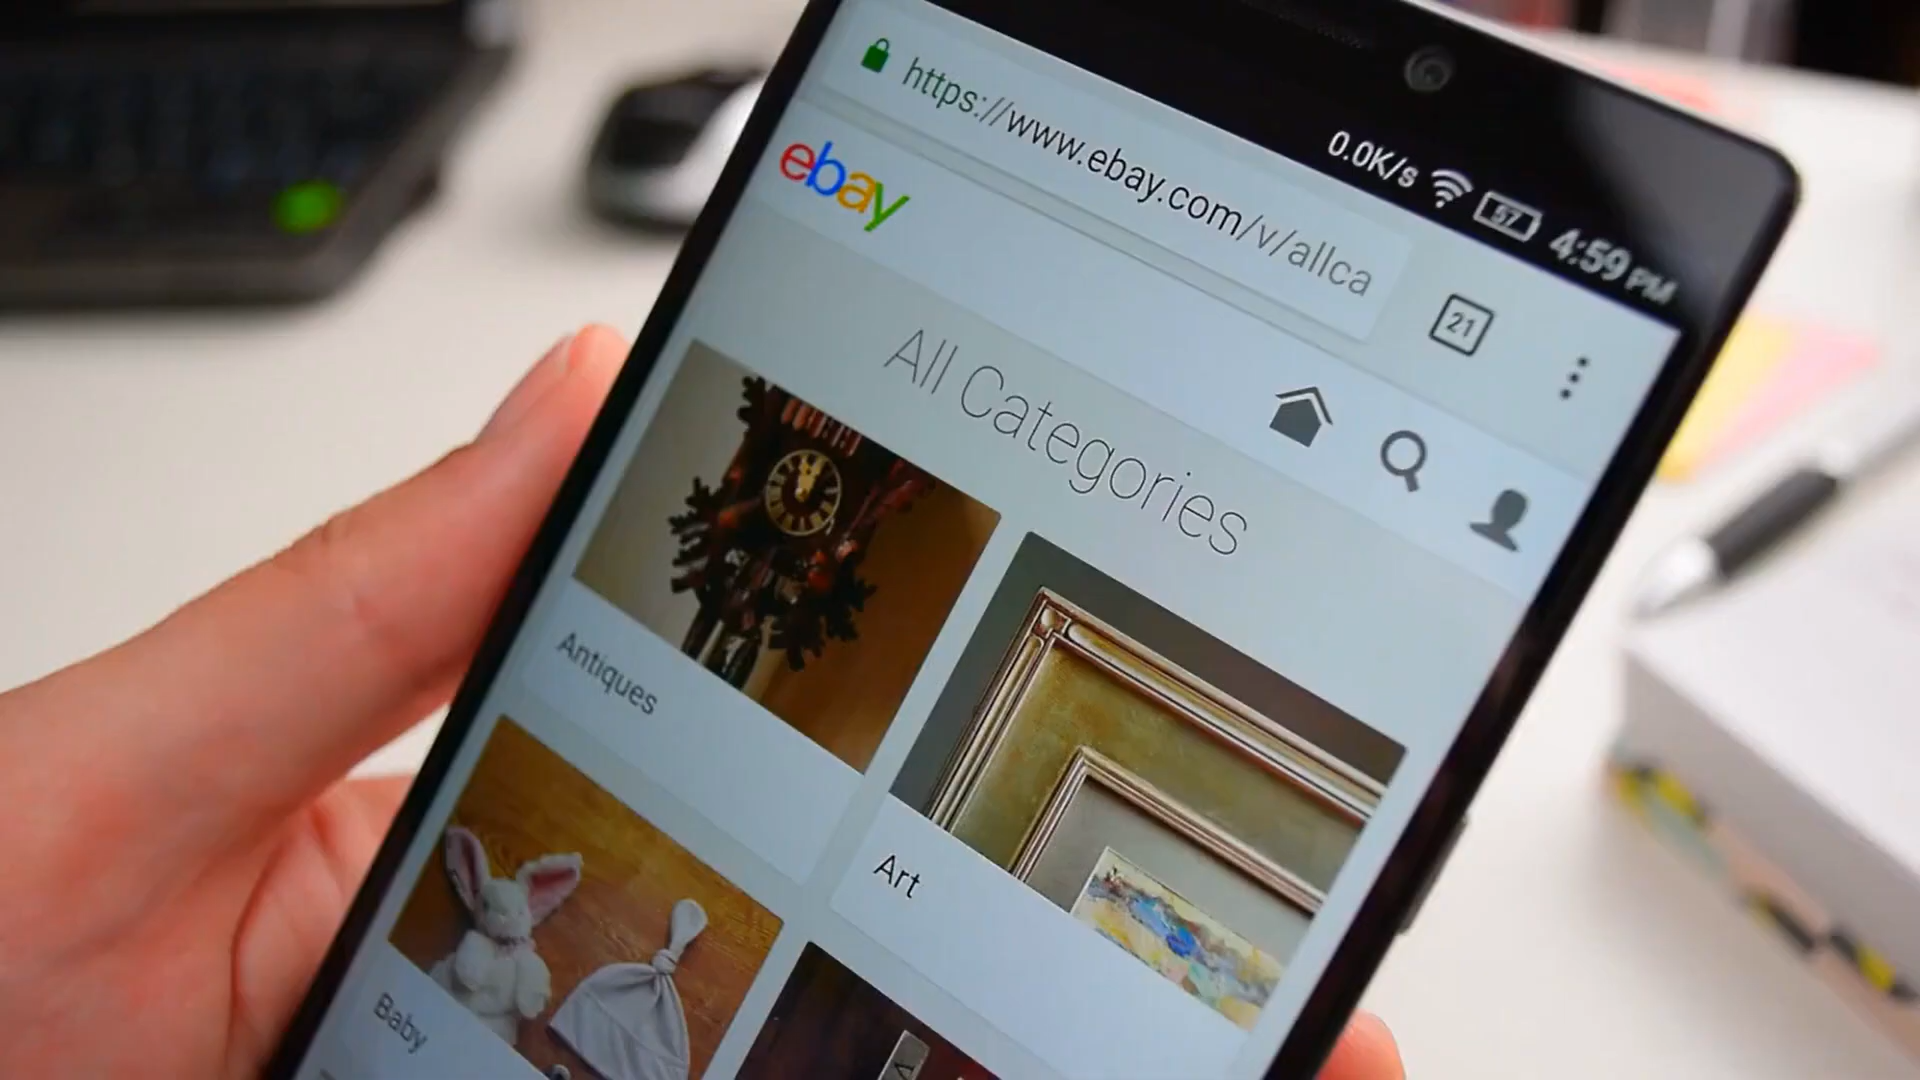 0.0K/s 57 4:59 PM
https://www.ebay.com/v/allca
21
ebay
All Categories
Antiques
Art
Baby